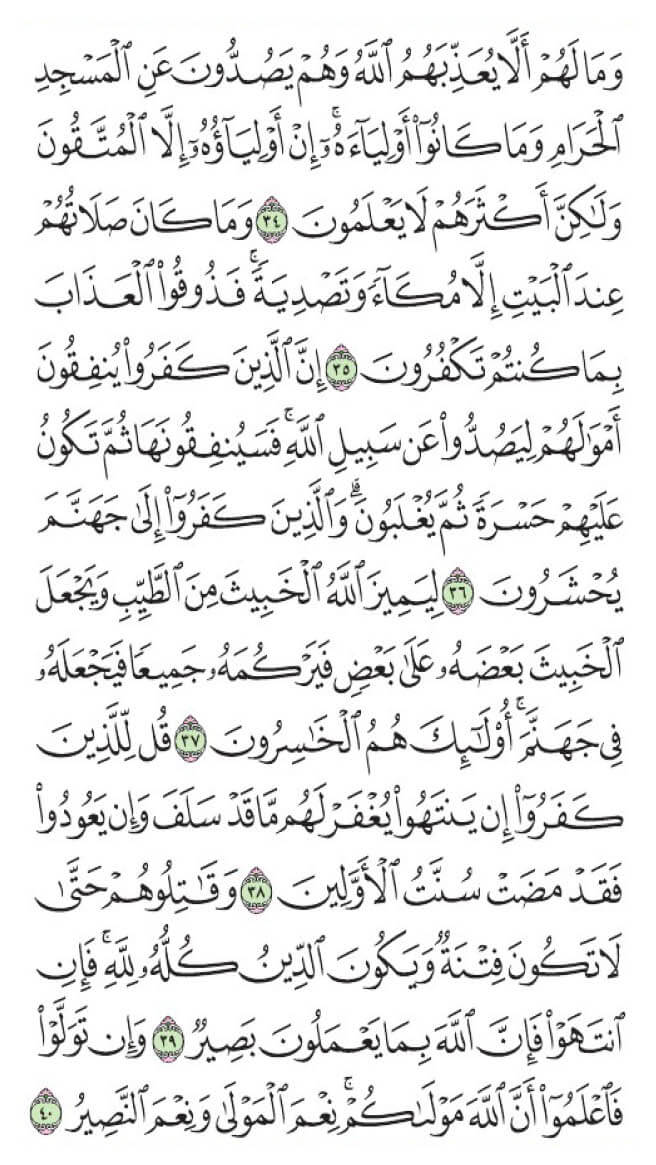 وَمَا لَهُمْ أَلَّا يُعَذِّبَهُمُ ٱللَّهُ وَهُمْ يَصُدُّونَ عَنِ ٱلْمَسْجِدِ
ٱلْحَرَامِ وَمَا كَانُوٓا۟ أَوْلِيَآءَهُۥٓ ۚ إِنْ أَوْلِيَآؤُهُۥٓ إِلَّا ٱلْمُتَّقُونَ
وَلَـٰكِنَّ أَكْثَرَهُمْ لَا يَعْلَمُونَ ٣٤ وَمَا كَانَ صَلَاتُهُمْ
عِندَ ٱلْبَيْتِ إِلَّا مُكَآءً وَتَصْدِيَةً ۚ فَذُوقُوا۟ ٱلْعَذَابَ
بِمَا كُنتُمْ تَكْفُرُونَ ٣٥ إِنَّ ٱلَّذِينَ كَفَرُوا۟ يُنفِقُونَ
أَمْوَٰلَهُمْ لِيَصُدُّوا۟ عَن سَبِيلِ ٱللَّهِ ۚ فَسَيُنفِقُونَهَا ثُمَّ تَكُونُ
عَلَيْهِمْ حَسْرَةً ثُمَّ يُغْلَبُونَ ۗ وَٱلَّذِينَ كَفَرُوٓا۟ إِلَىٰ جَهَنَّمَ
يُحْشَرُونَ ٣٦ لِيَمِيزَ ٱللَّهُ ٱلْخَبِيثَ مِنَ ٱلطَّيِّبِ وَيَجْعَلَ
ٱلْخَبِيثَ بَعْضَهُۥ عَلَىٰ بَعْضٍ فَيَرْكُمَهُۥ جَمِيعًا فَيَجْعَلَهُۥ
فِى جَهَنَّمَ ۚ أُو۟لَـٰٓئِكَ هُمُ ٱلْخَـٰسِرُونَ ٣٧ قُل لِّلَّذِينَ
كَفَرُوٓا۟ إِن يَنتَهُوا۟ يُغْفَرْ لَهُم مَّا قَدْ سَلَفَ وَإِن يَعُودُوا۟
فَقَدْ مَضَتْ سُنَّتُ ٱلْأَوَّلِينَ ٣٨ وَقَـٰتِلُوهُمْ حَتَّىٰ
لَا تَكُونَ فِتْنَةٌ وَيَكُونَ ٱلدِّينُ كُلُّهُۥ لِلَّهِ ۚ فَإِنِ
ٱنتَهَوْا۟ فَإِنَّ ٱللَّهَ بِمَا يَعْمَلُونَ بَصِيرٌ ٣٩ وَإِن تَوَلَّوْا۟
فَٱعْلَمُوٓا۟ أَنَّ ٱللَّهَ مَوْلَىٰكُمْ ۚ نِعْمَ ٱلْمَوْلَىٰ وَنِعْمَ ٱلنَّصِيرُ ٤٠